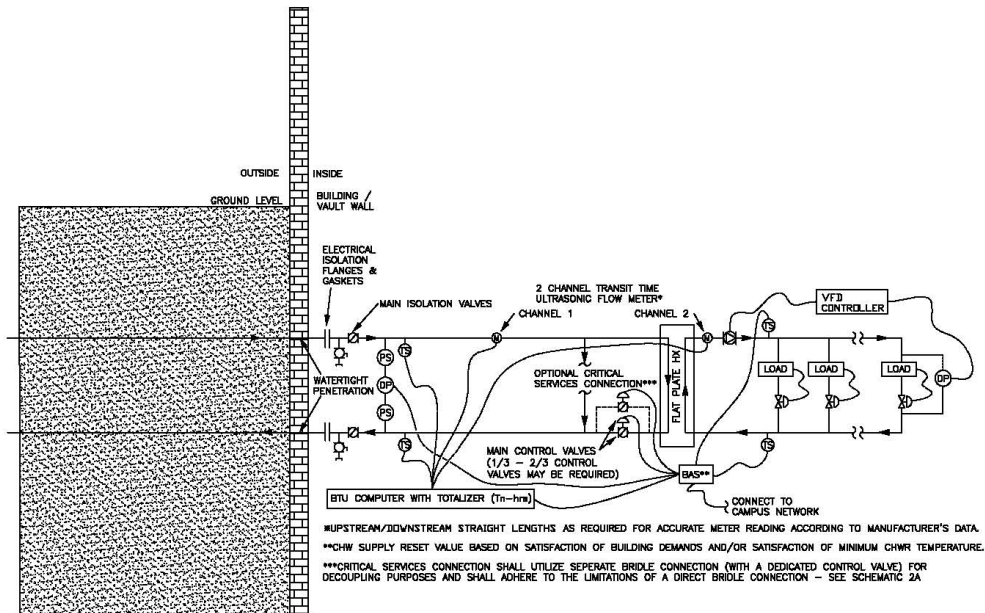 OUTSIDE
INSIDE
GROUND LEVEL
BUILDING /
VAULT WALL
ELECTRICAL
ISOLATION
FLANGES &
GASKETS
MAIN ISOLATION VALVES
2 CHANNEL TRANSIT TIME
ULTRASONIC FLOW METER*
CHANNEL 1
CHANNEL 2
VFD
CONTROLLER
M
M
TS
PS
TS
DP
PS
TS
WATERTIGHT
PENETRATION
OPTIONAL CRITICAL
SERVICES CONNECTION***
FLAT PLATE HX
LOAD
LOAD
LOAD
DP
TS
MAIN CONTROL VALVES
(1/3 - 2/3 CONTROL
VALVES MAY BE REQUIRED)
BAS**
BTU COMPUTER WITH TOTALIZER (Tn-hrs)
CONNECT TO
CAMPUS NETWORK
*UPSTREAM/DOWNSTREAM STRAIGHT LENGTHS AS REQUIRED FOR ACCURATE METER READING ACCORDING TO MANUFACTURER'S DATA.
**CHW SUPPLY RESET VALUE BASED ON SATISFACTION OF BUILDING DEMANDS AND/OR SATISFACTION OF MINIMUM CHWR TEMPERATURE.
***CRITICAL SERVICES CONNECTION SHALL UTILIZE SEPERATE BRIDLE CONNECTION (WITH A DEDICATED CONTROL VALVE) FOR
DECOUPLING PURPOSES AND SHALL ADHERE TO THE LIMITATIONS OF A DIRECT BRIDLE CONNECTION - SEE SCHEMATIC 2A